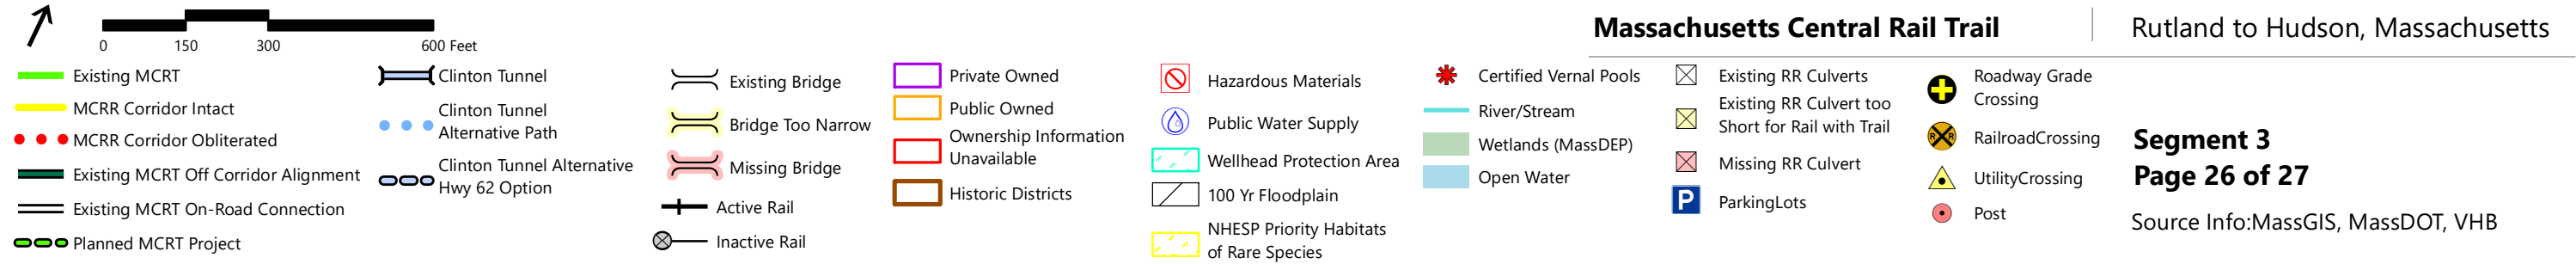 0 150 300 600 Feet
Existing MCRT
MCRR Corridor Intact
MCRR Corridor Obliterated
Existing MCRT Off Corridor Alignment
Existing MCRT On-Road Connection
Planned MCRT Project
Clinton Tunnel
Clinton Tunnel
Alternative Path
Clinton Tunnel Alternative
Hwy 62 Option
Existing Bridge
Bridge Too Narrow
Missing Bridge
Active Rail
Inactive Rail
Private Owned
Public Owned
Ownership Information
Unavailable
Historic Districts
Hazardous Materials
Public Water Supply
Wellhead Protection Area
100 Yr Floodplain
NHESP Priority Habitats
of Rare Species
Certified Vernal Pools
River/Stream
Wetlands (MassDEP)
Open Water
Existing RR Culverts
Existing RR Culvert too
Short for Rail with Trail
Missing RR Culvert
P ParkingLots
Roadway Grade
Crossing
R R RailroadCrossing
UtilityCrossing
Post
Massachusetts Central Rail Trail
Rutland to Hudson, Massachusetts
Segment 3
Page 26 of 27
Source Info:MassGIS, MassDOT, VHB